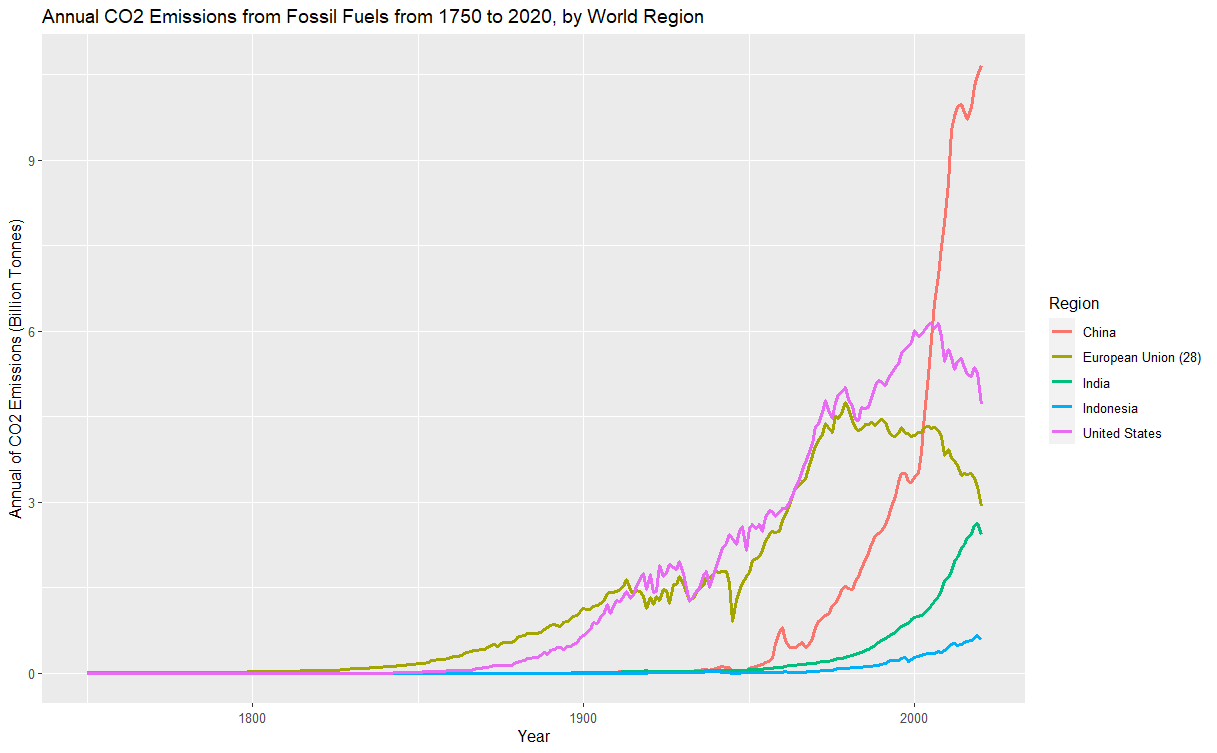 Annual CO2 Emissions from Fossil Fuels from 1750 to 2020, by World Region
Annual of CO2 Emissions (Billion Tonnes)
9
6
3
0
1800 1900 2000
Year
Region
China
European Union (28)
India
Indonesia
United States